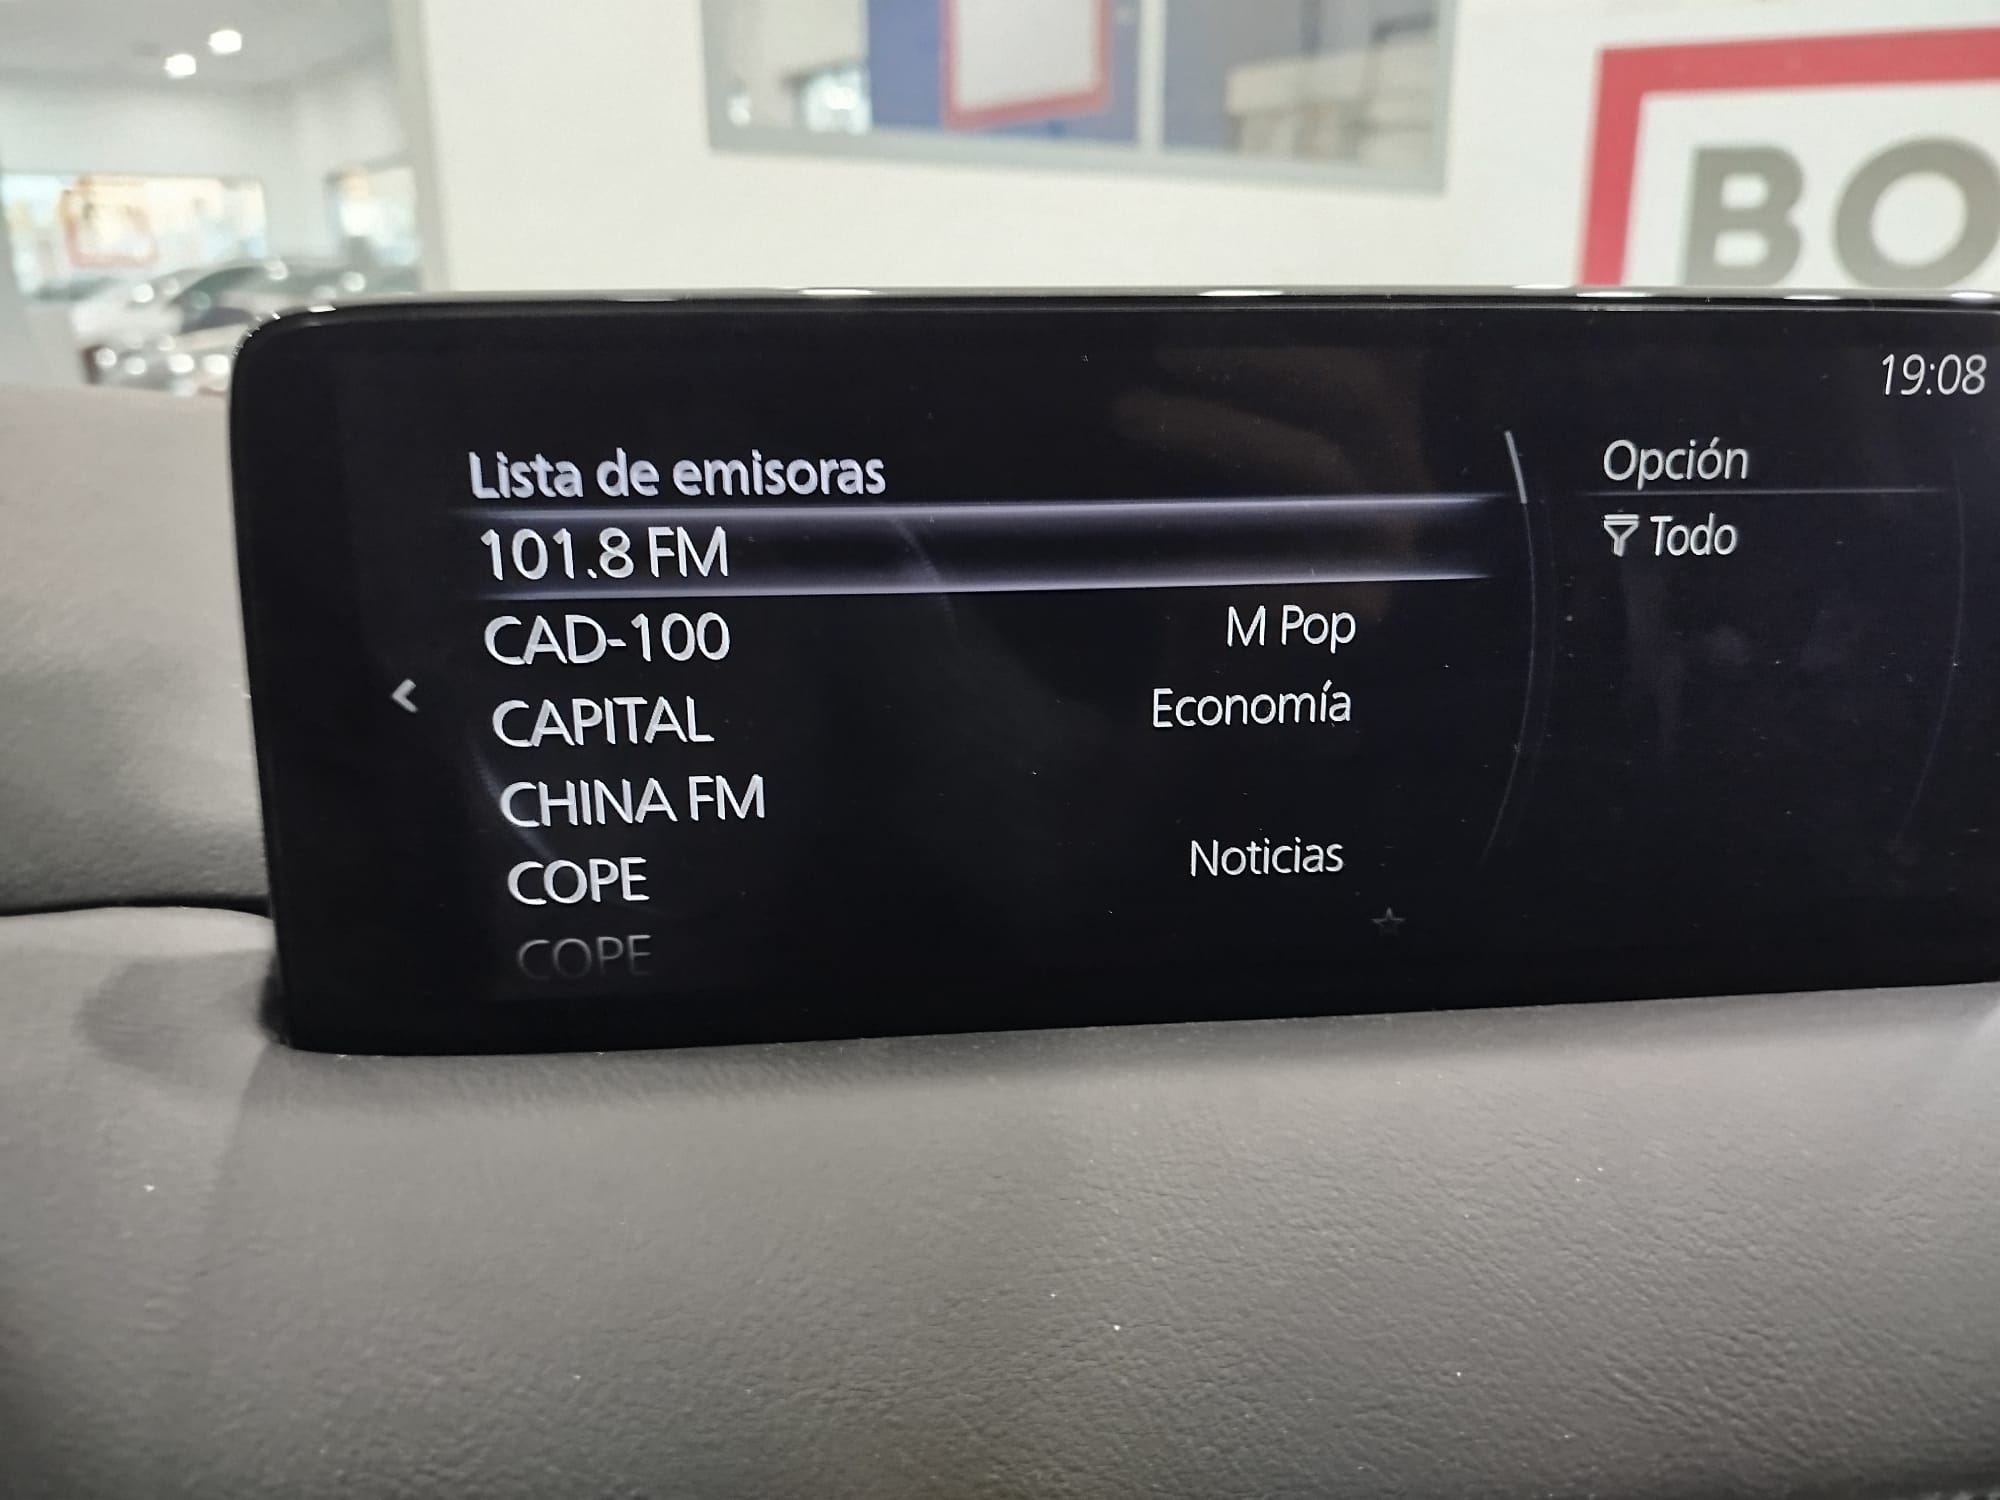 BO
19:08
Lista de emisoras
Opción
101.8 FM
Todo
CAD-100 M Pop
CAPITAL Economía
CHINA FM
COPE Noticias
COPE